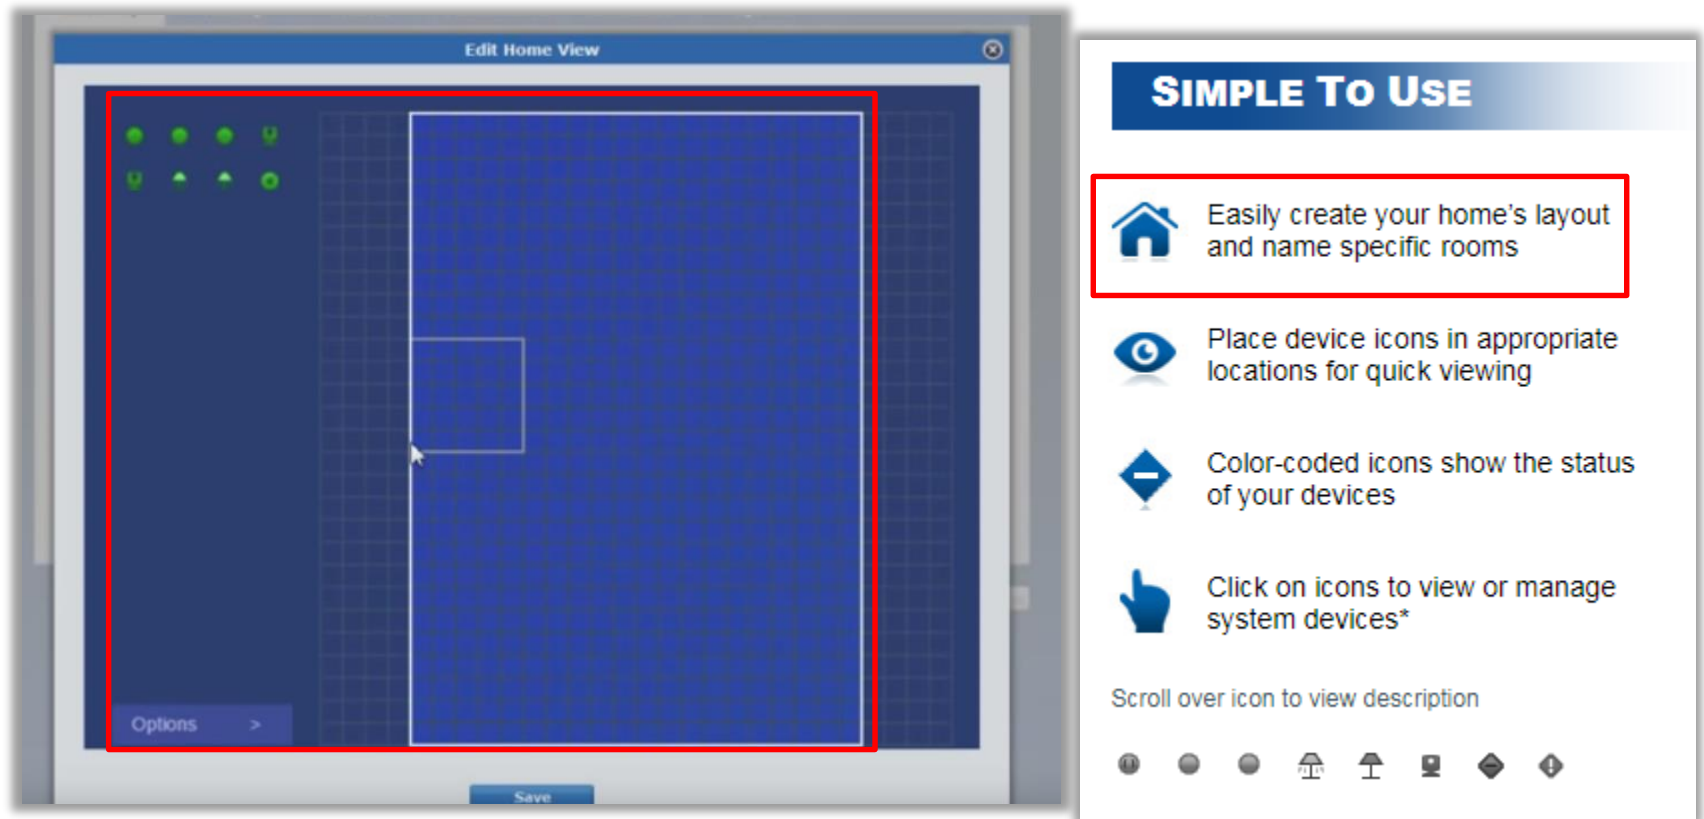 Edit Home View
Options >
Save
SIMPLE TO USE
Easily create your home's layout
and name specific rooms
Place device icons in appropriate
locations for quick viewing
Color-coded icons show the status
of your devices
Click on icons to view or manage
system devices*
Scroll over icon to view description